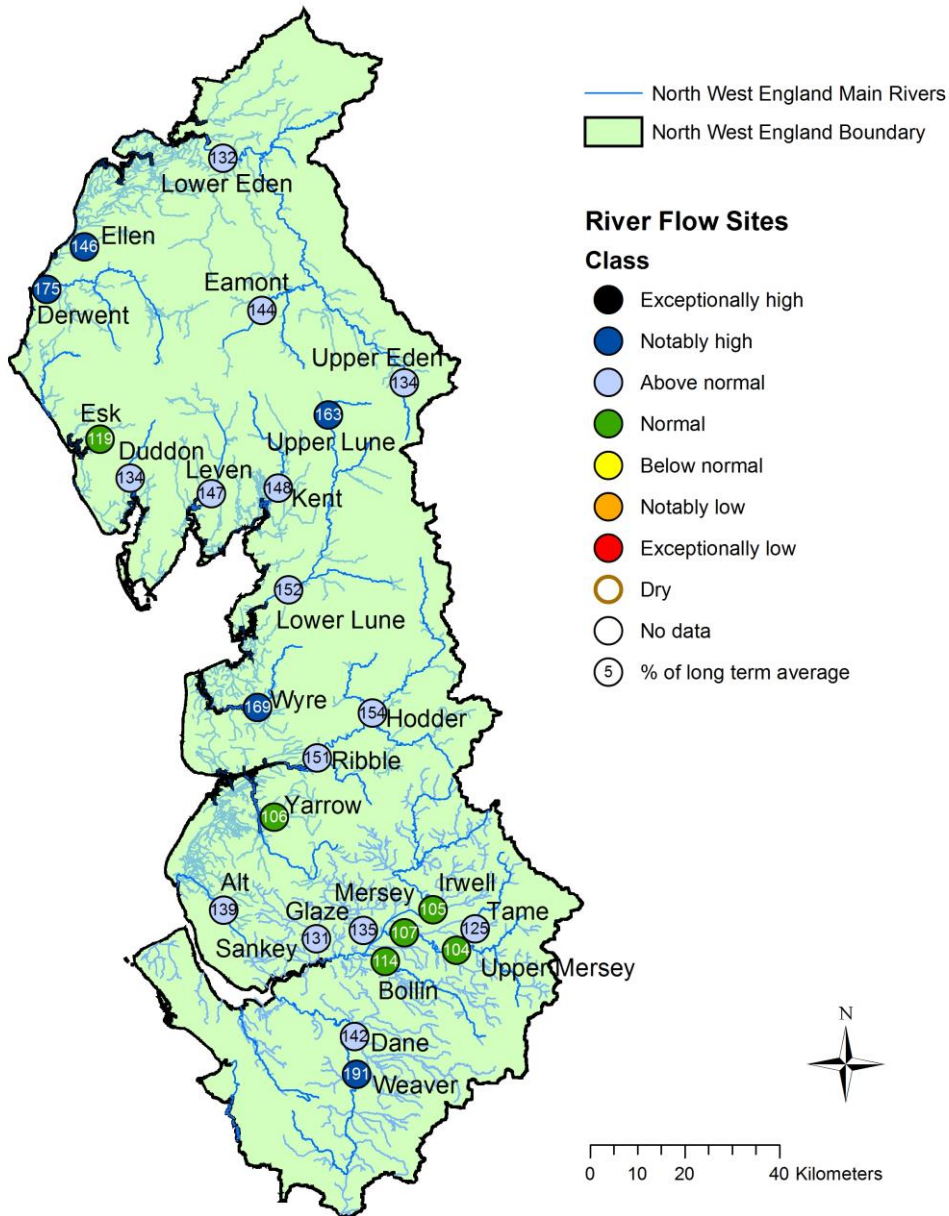 North West England Main Rivers
North West England Boundary
River Flow Sites
Class
Exceptionally high
Notably high
Above normal
Normal
Below normal
Notably low
Exceptionally low
Dry
No data
5 % of long term average
132
Lower Eden
146 Ellen
175
Derwent
Eamont
144
Upper Eden
134
163
Upper Lune
Esk
119
Duddon
134
Leven
147
148
Kent
152
Lower Lune
169 Wyre
154 Hodder
151 Ribble
106 Yarrow
Alt
139
Sankey
131
Glaze
135
Mersey
107
Irwell
105
Tame
125
104
Upper Mersey
114
Bollin
142 Dane
191 Weaver
N
0 10 20 40 Kilometers